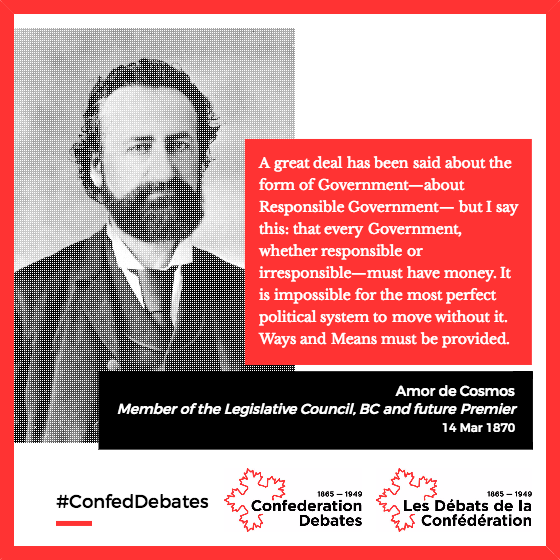 A great deal has been said about the
form of Government—about
Responsible Government— but I say
this: that every Government,
whether responsible or
irresponsible—must have money. It
is impossible for the most perfect
political system to move without it.
Ways and Means must be provided.
Amor de Cosmos
Member of the Legislative Council, BC and future Premier
14 Mar 1870
#ConfedDebates
1865 — 1949
Confederation
Debates
1865 — 1949
Les Débats de la
Confédération